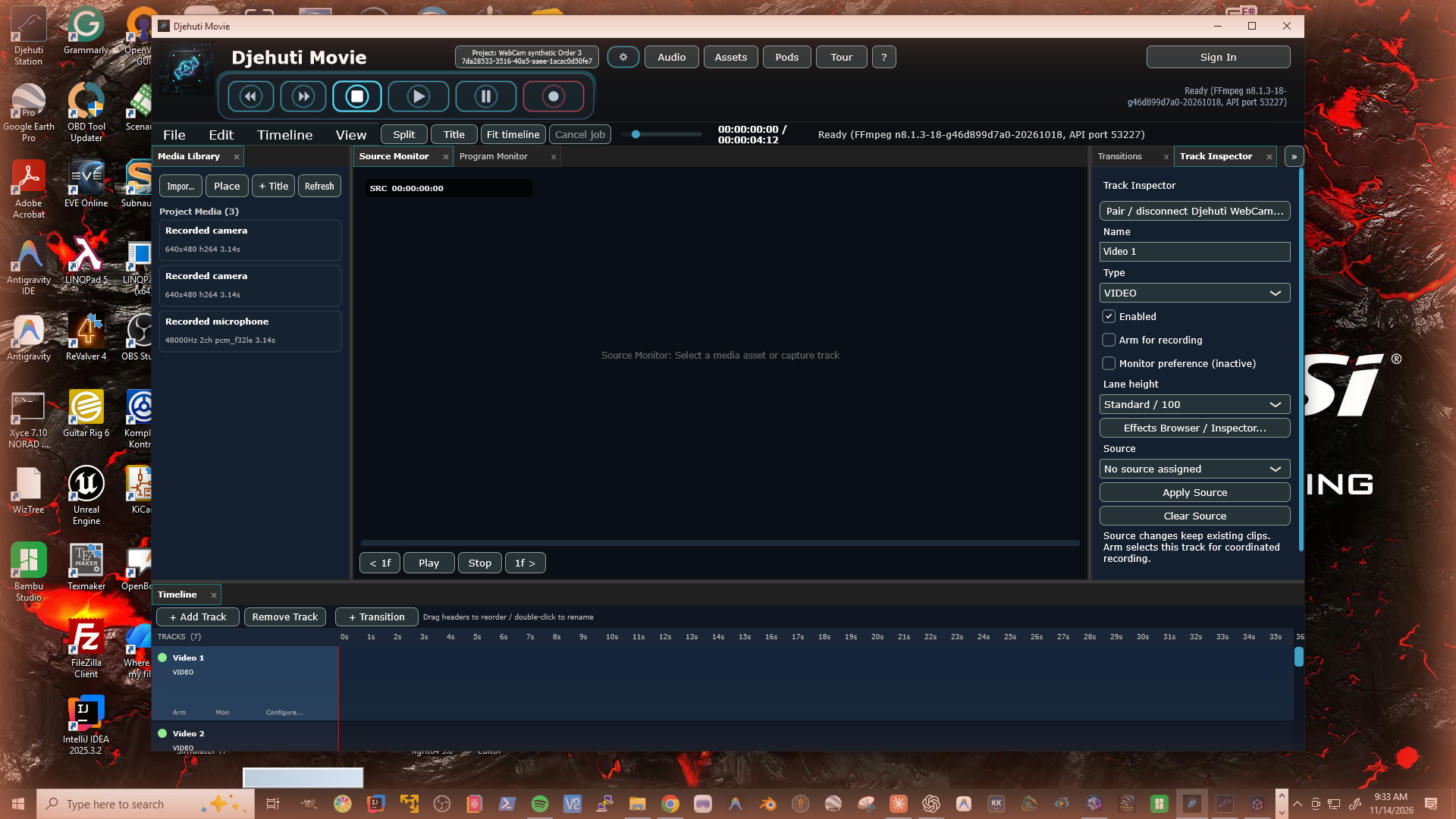 Djehuti Movie
Djehuti Movie
Project: WebCam synthetic Order 3
7da28533-3516-40a5-aaee-1acac0d50fe7
Audio
Assets
Pods
Tour
?
Sign In
Ready (FFmpeg n8.1.3-18-
g46d899d7a0-20261018, API port 53227)
File
Edit
Timeline
View
Split
Title
Fit timeline
Cancel job
00:00:00:00 /
00:00:04:12
Ready (FFmpeg n8.1.3-18-g46d899d7a0-20261018, API port 53227)
Media Library
Source Monitor
Program Monitor
Transitions
Track Inspector
»
Impor...
Place
+ Title
Refresh
Project Media (3)
Recorded camera
640x480 h264 3.14s
Recorded camera
640x480 h264 3.14s
Recorded microphone
48000Hz 2ch pcm_f32le 3.14s
SRC 00:00:00:00
Source Monitor: Select a media asset or capture track
< 1f
Play
Stop
1f >
Track Inspector
Pair / disconnect Djehuti WebCam...
Name
Video 1
Type
VIDEO
Enabled
Arm for recording
Monitor preference (inactive)
Lane height
Standard / 100
Effects Browser / Inspector...
Source
No source assigned
Apply Source
Clear Source
Source changes keep existing clips.
Arm selects this track for coordinated
recording.
Timeline
+ Add Track
Remove Track
+ Transition
Drag headers to reorder / double-click to rename
TRACKS (7)
0s 1s 2s 3s 4s 5s 6s 7s 8s 9s 10s 11s 12s 13s 14s 15s 16s 17s 18s 19s 20s 21s 22s 23s 24s 25s 26s 27s 28s 29s 30s 31s 32s 33s 34s 35s 36
Video 1
VIDEO
Arm
Mon
Configure...
Video 2
VIDEO
Djehuti
Station
Grammarly
Google Earth
Pro
OBD Tool
Updater
Adobe
Acrobat
EVE Online
Antigravity
IDE
LINQPad 5
Antigravity
ReValver 4
Xyce 7.10
NORAD ...
Guitar Rig 6
WizTree
Unreal
Engine
Bambu
Studio
Texmaker
FileZilla
Client
IntelliJ IDEA
2025.3.2
Type here to search
9:33 AM
11/14/2026